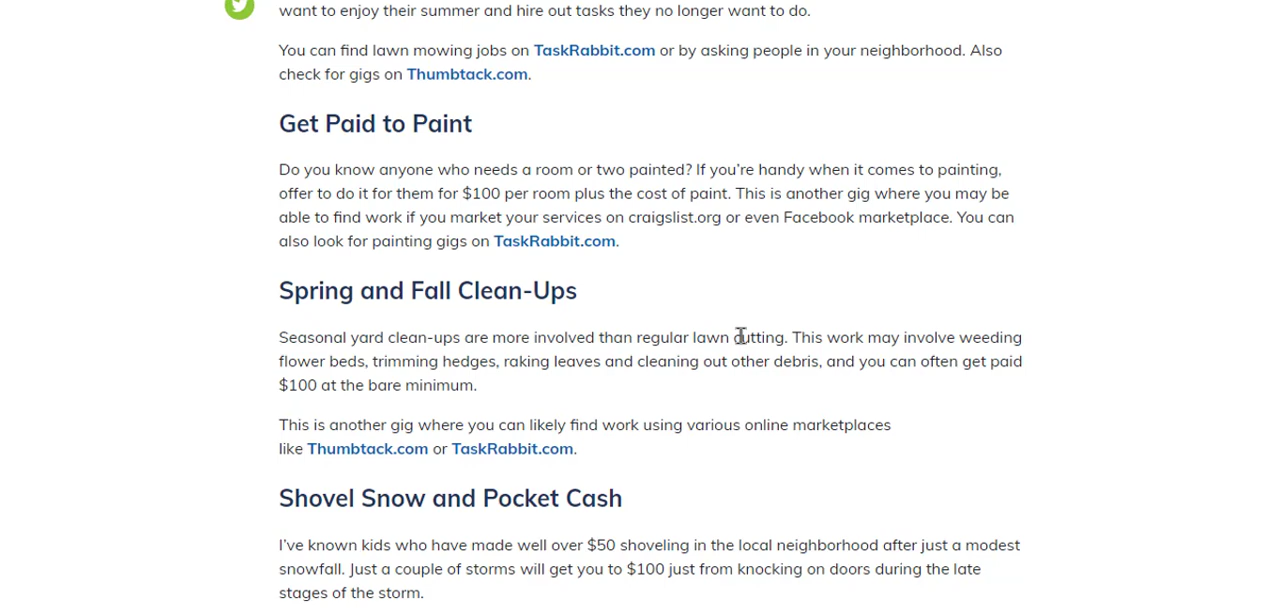 want to enjoy their summer and hire out tasks they no longer want to do.
You can find lawn mowing jobs on TaskRabbit.com or by asking people in your neighborhood. Also
check for gigs on Thumbtack.com.
Get Paid to Paint
Do you know anyone who needs a room or two painted? If you’re handy when it comes to painting,
offer to do it for them for $100 per room plus the cost of paint. This is another gig where you may be
able to find work if you market your services on craigslist.org or even Facebook marketplace. You can
also look for painting gigs on TaskRabbit.com.
Spring and Fall Clean-Ups
Seasonal yard clean-ups are more involved than regular lawn cutting. This work may involve weeding
flower beds, trimming hedges, raking leaves and cleaning out other debris, and you can often get paid
$100 at the bare minimum.
This is another gig where you can likely find work using various online marketplaces
like Thumbtack.com or TaskRabbit.com.
Shovel Snow and Pocket Cash
I’ve known kids who have made well over $50 shoveling in the local neighborhood after just a modest
snowfall. Just a couple of storms will get you to $100 just from knocking on doors during the late
stages of the storm.